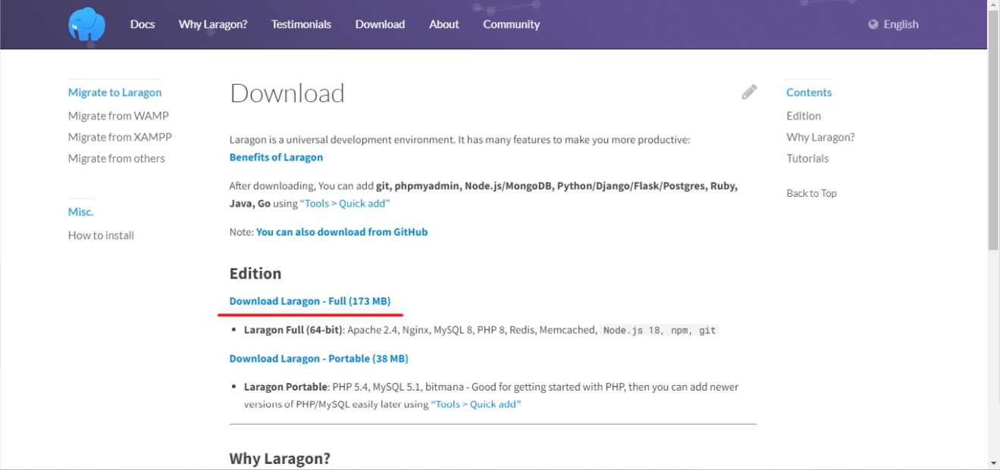 Docs Why Laragon? Testimonials Download About Community English
Migrate to Laragon
Migrate from WAMP
Migrate from XAMPP
Migrate from others
Misc.
How to install
Download
Laragon is a universal development environment. It has many features to make you more productive:
Benefits of Laragon
After downloading, You can add git, phpmyadmin, Node.js/MongoDB, Python/Django/Flask/Postgres, Ruby,
Java, Go using “Tools > Quick add”
Note: You can also download from GitHub
Edition
Download Laragon - Full (173 MB)
• Laragon Full (64-bit): Apache 2.4, Nginx, MySQL 8, PHP 8, Redis, Memcached, Node.js 18, npm, git
Download Laragon - Portable (38 MB)
• Laragon Portable: PHP 5.4, MySQL 5.1, bitmana - Good for getting started with PHP, then you can add newer
versions of PHP/MySQL easily later using “Tools > Quick add”
Why Laragon?
Contents
Edition
Why Laragon?
Tutorials
Back to Top